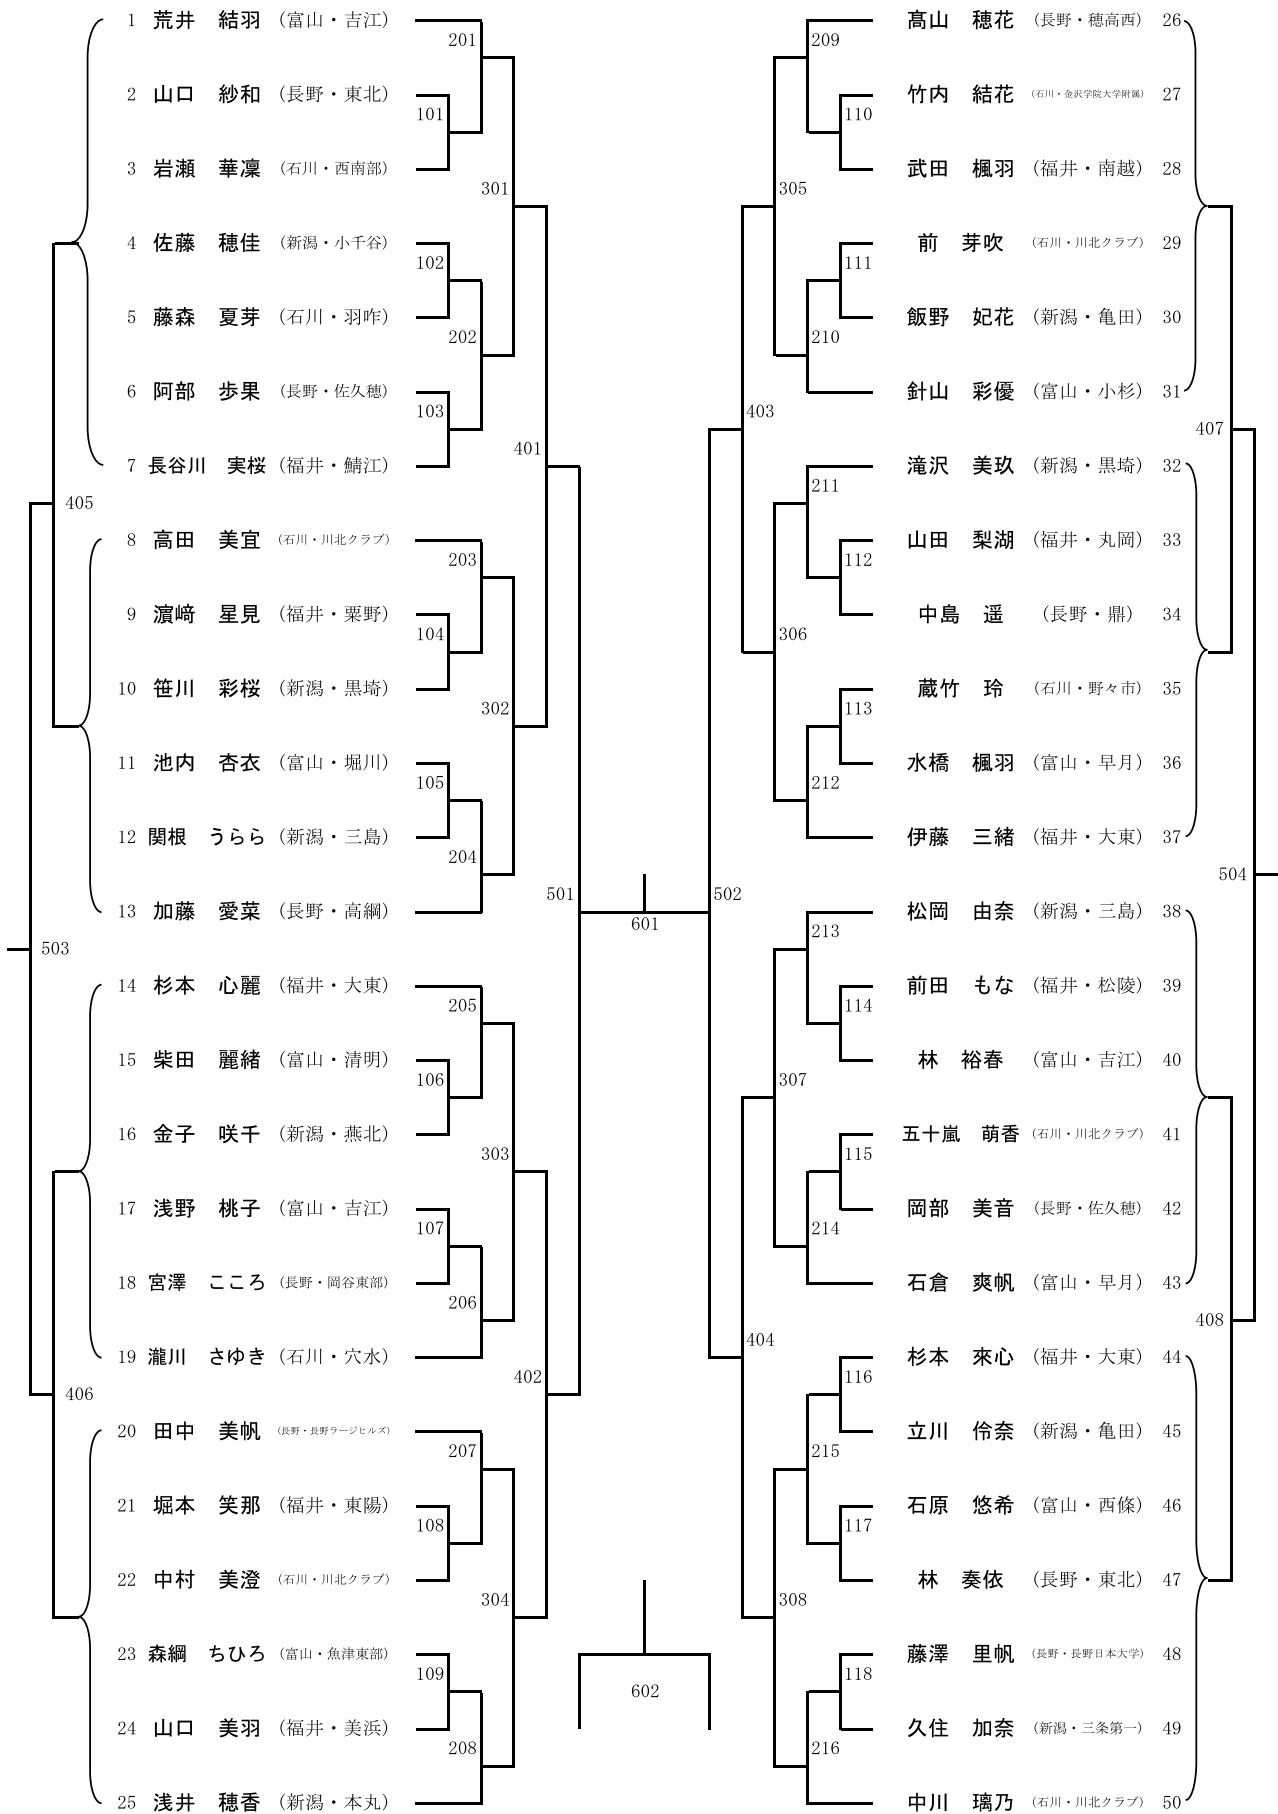 1 荒井 結羽 (富山・吉江)
2 山口 紗和 (長野・東北)
3 岩瀬 華凜 (石川・西南部)
4 佐藤 穂佳 (新潟・小千谷)
5 藤森 夏芽 (石川・羽咋)
6 阿部 歩果 (長野・佐久穂)
7 長谷川 実桜 (福井・鯖江)
8 高田 美宜 (石川・川北クラブ)
9 濵﨑 星見 (福井・粟野)
10 笹川 彩桜 (新潟・黒埼)
11 池内 杏衣 (富山・堀川)
12 関根 うらら (新潟・三島)
13 加藤 愛菜 (長野・高綱)
14 杉本 心麗 (福井・大東)
15 柴田 麗緒 (富山・清明)
16 金子 咲千 (新潟・燕北)
17 浅野 桃子 (富山・吉江)
18 宮澤 こころ (長野・岡谷東部)
19 瀧川 さゆき (石川・穴水)
20 田中 美帆 (長野・長野ラージヒルズ)
21 堀本 笑那 (福井・東陽)
22 中村 美澄 (石川・川北クラブ)
23 森綱 ちひろ (富山・魚津東部)
24 山口 美羽 (福井・美浜)
25 浅井 穂香 (新潟・本丸)
101
102
103
104
105
106
107
108
109
201
202
203
204
205
206
207
208
301
302
303
304
401
402
405
406
501
503
601
602
502
504
403
404
407
408
305
306
307
308
209
210
211
212
213
214
215
216
110
111
112
113
114
115
116
117
118
髙山 穂花 (長野・穂高西) 26
竹内 結花 (石川・金沢学院大学附属) 27
武田 楓羽 (福井・南越) 28
前 芽吹 (石川・川北クラブ) 29
飯野 妃花 (新潟・亀田) 30
針山 彩優 (富山・小杉) 31
滝沢 美玖 (新潟・黒埼) 32
山田 梨湖 (福井・丸岡) 33
中島 遥 (長野・鼎) 34
蔵竹 玲 (石川・野々市) 35
水橋 楓羽 (富山・早月) 36
伊藤 三緒 (福井・大東) 37
松岡 由奈 (新潟・三島) 38
前田 もな (福井・松陵) 39
林 裕春 (富山・吉江) 40
五十嵐 萌香 (石川・川北クラブ) 41
岡部 美音 (長野・佐久穂) 42
石倉 爽帆 (富山・早月) 43
杉本 來心 (福井・大東) 44
立川 伶奈 (新潟・亀田) 45
石原 悠希 (富山・西條) 46
林 奏依 (長野・東北) 47
藤澤 里帆 (長野・長野日本大学) 48
久住 加奈 (新潟・三条第一) 49
中川 璃乃 (石川・川北クラブ) 50